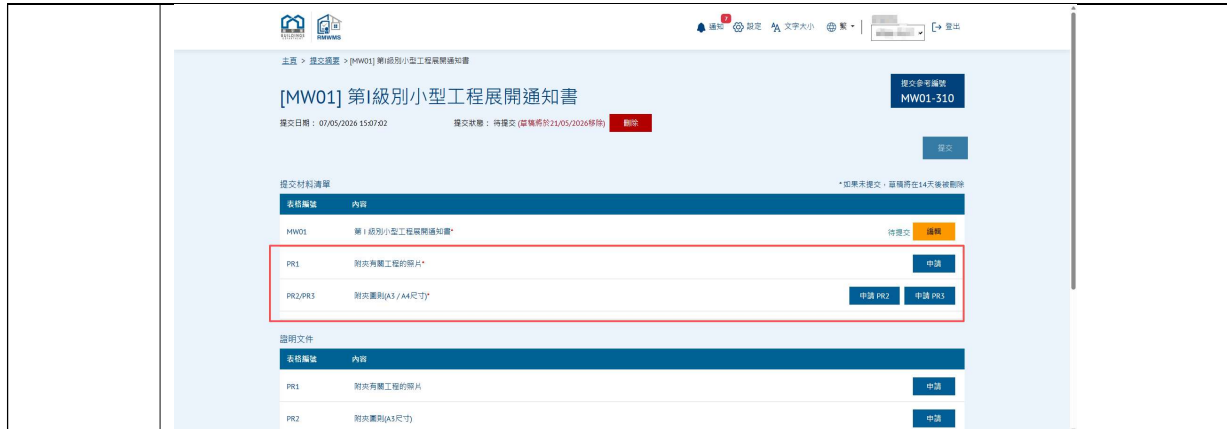 BUILDINGS
RMWMS
通知 7 設定 文字大小 繁 登出
主頁 > 提交摘要 > [MW01] 第I級別小型工程展開通知書
[MW01] 第I級別小型工程展開通知書
提交參考編號
MW01-310
提交日期： 07/05/2026 15:07:02 提交狀態： 待提交 (草稿將於21/05/2026移除) 刪除
提交
提交材料清單 *如果未提交，草稿將在14天後被刪除
表格編號 內容
MW01 第 I 級別小型工程展開通知書* 待提交 編輯
PR1 附夾有關工程的照片* 申請
PR2/PR3 附夾圖則(A3 / A4尺寸)* 申請 PR2 申請 PR3
證明文件
表格編號 內容
PR1 附夾有關工程的照片 申請
PR2 附夾圖則(A3尺寸) 申請